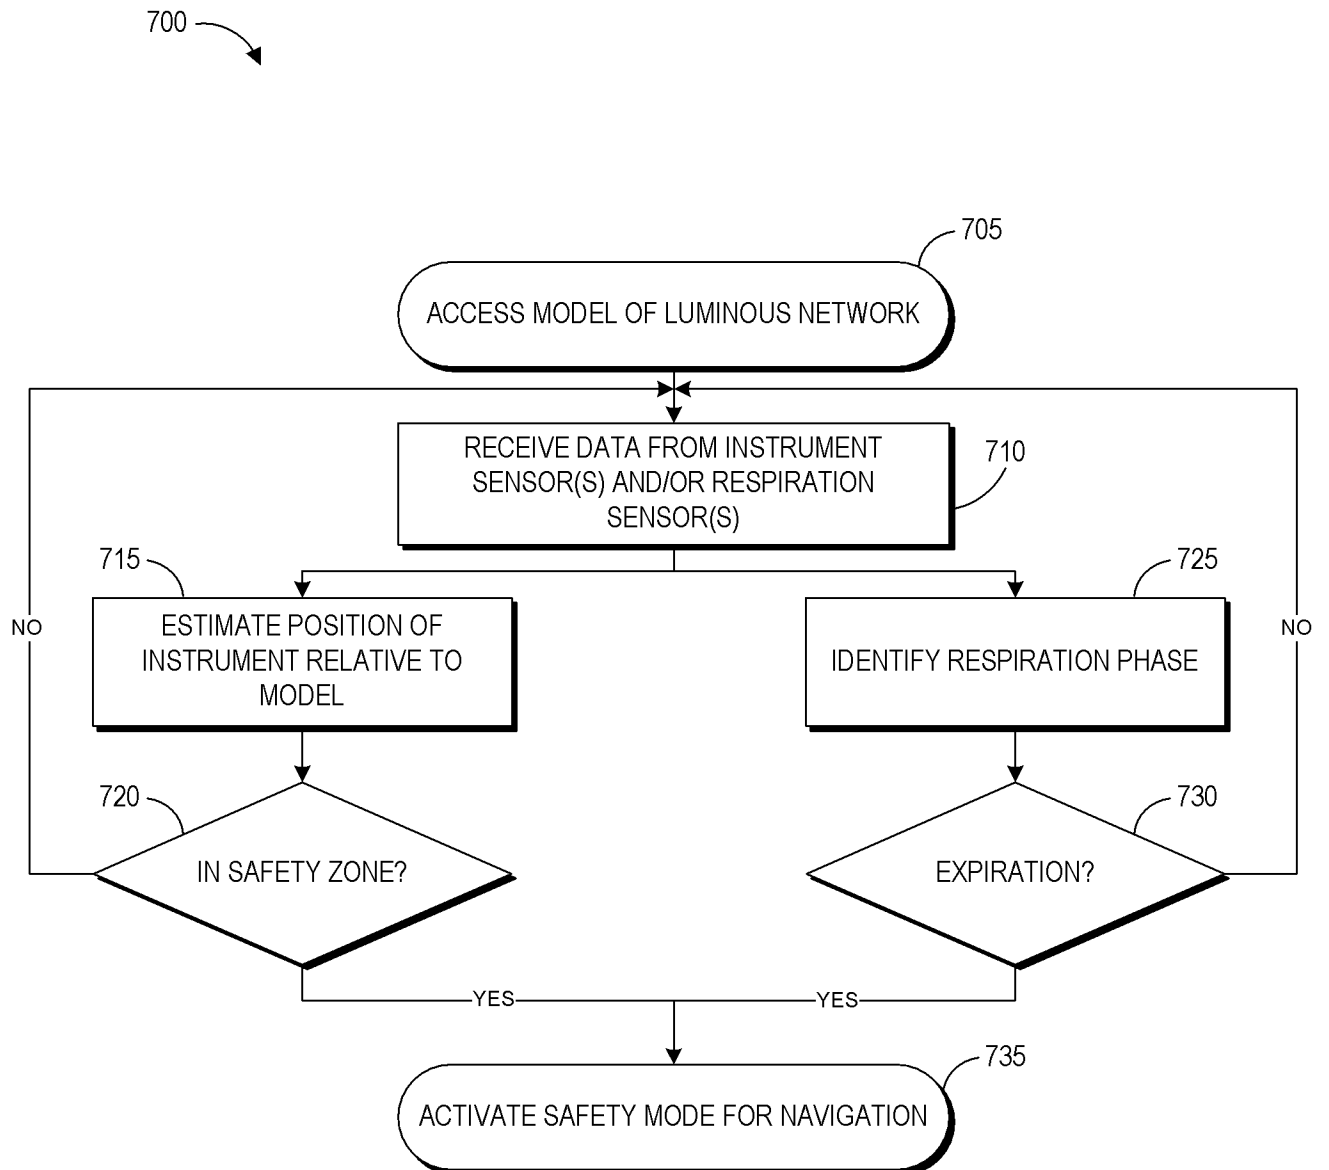 700
705
ACCESS MODEL OF LUMINOUS NETWORK
RECEIVE DATA FROM INSTRUMENT
SENSOR(S) AND/OR RESPIRATION
SENSOR(S)
710
715
725
ESTIMATE POSITION OF
INSTRUMENT RELATIVE TO
MODEL
IDENTIFY RESPIRATION PHASE
NO
NO
720
730
IN SAFETY ZONE?
EXPIRATION?
YES
YES
735
ACTIVATE SAFETY MODE FOR NAVIGATION